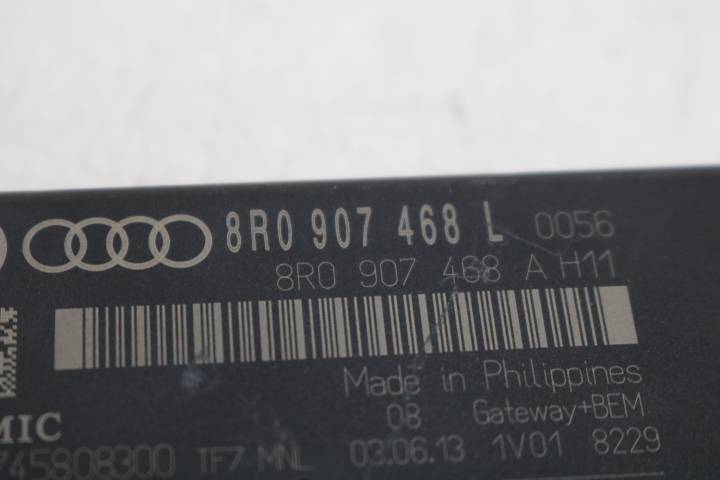 8R0 907 468 L 0056
8R0 907 468 A H11
Made in Philippines
08 Gateway+BEM
MIC
745808300 TF7 MNL 03.06.13 1V01 8229